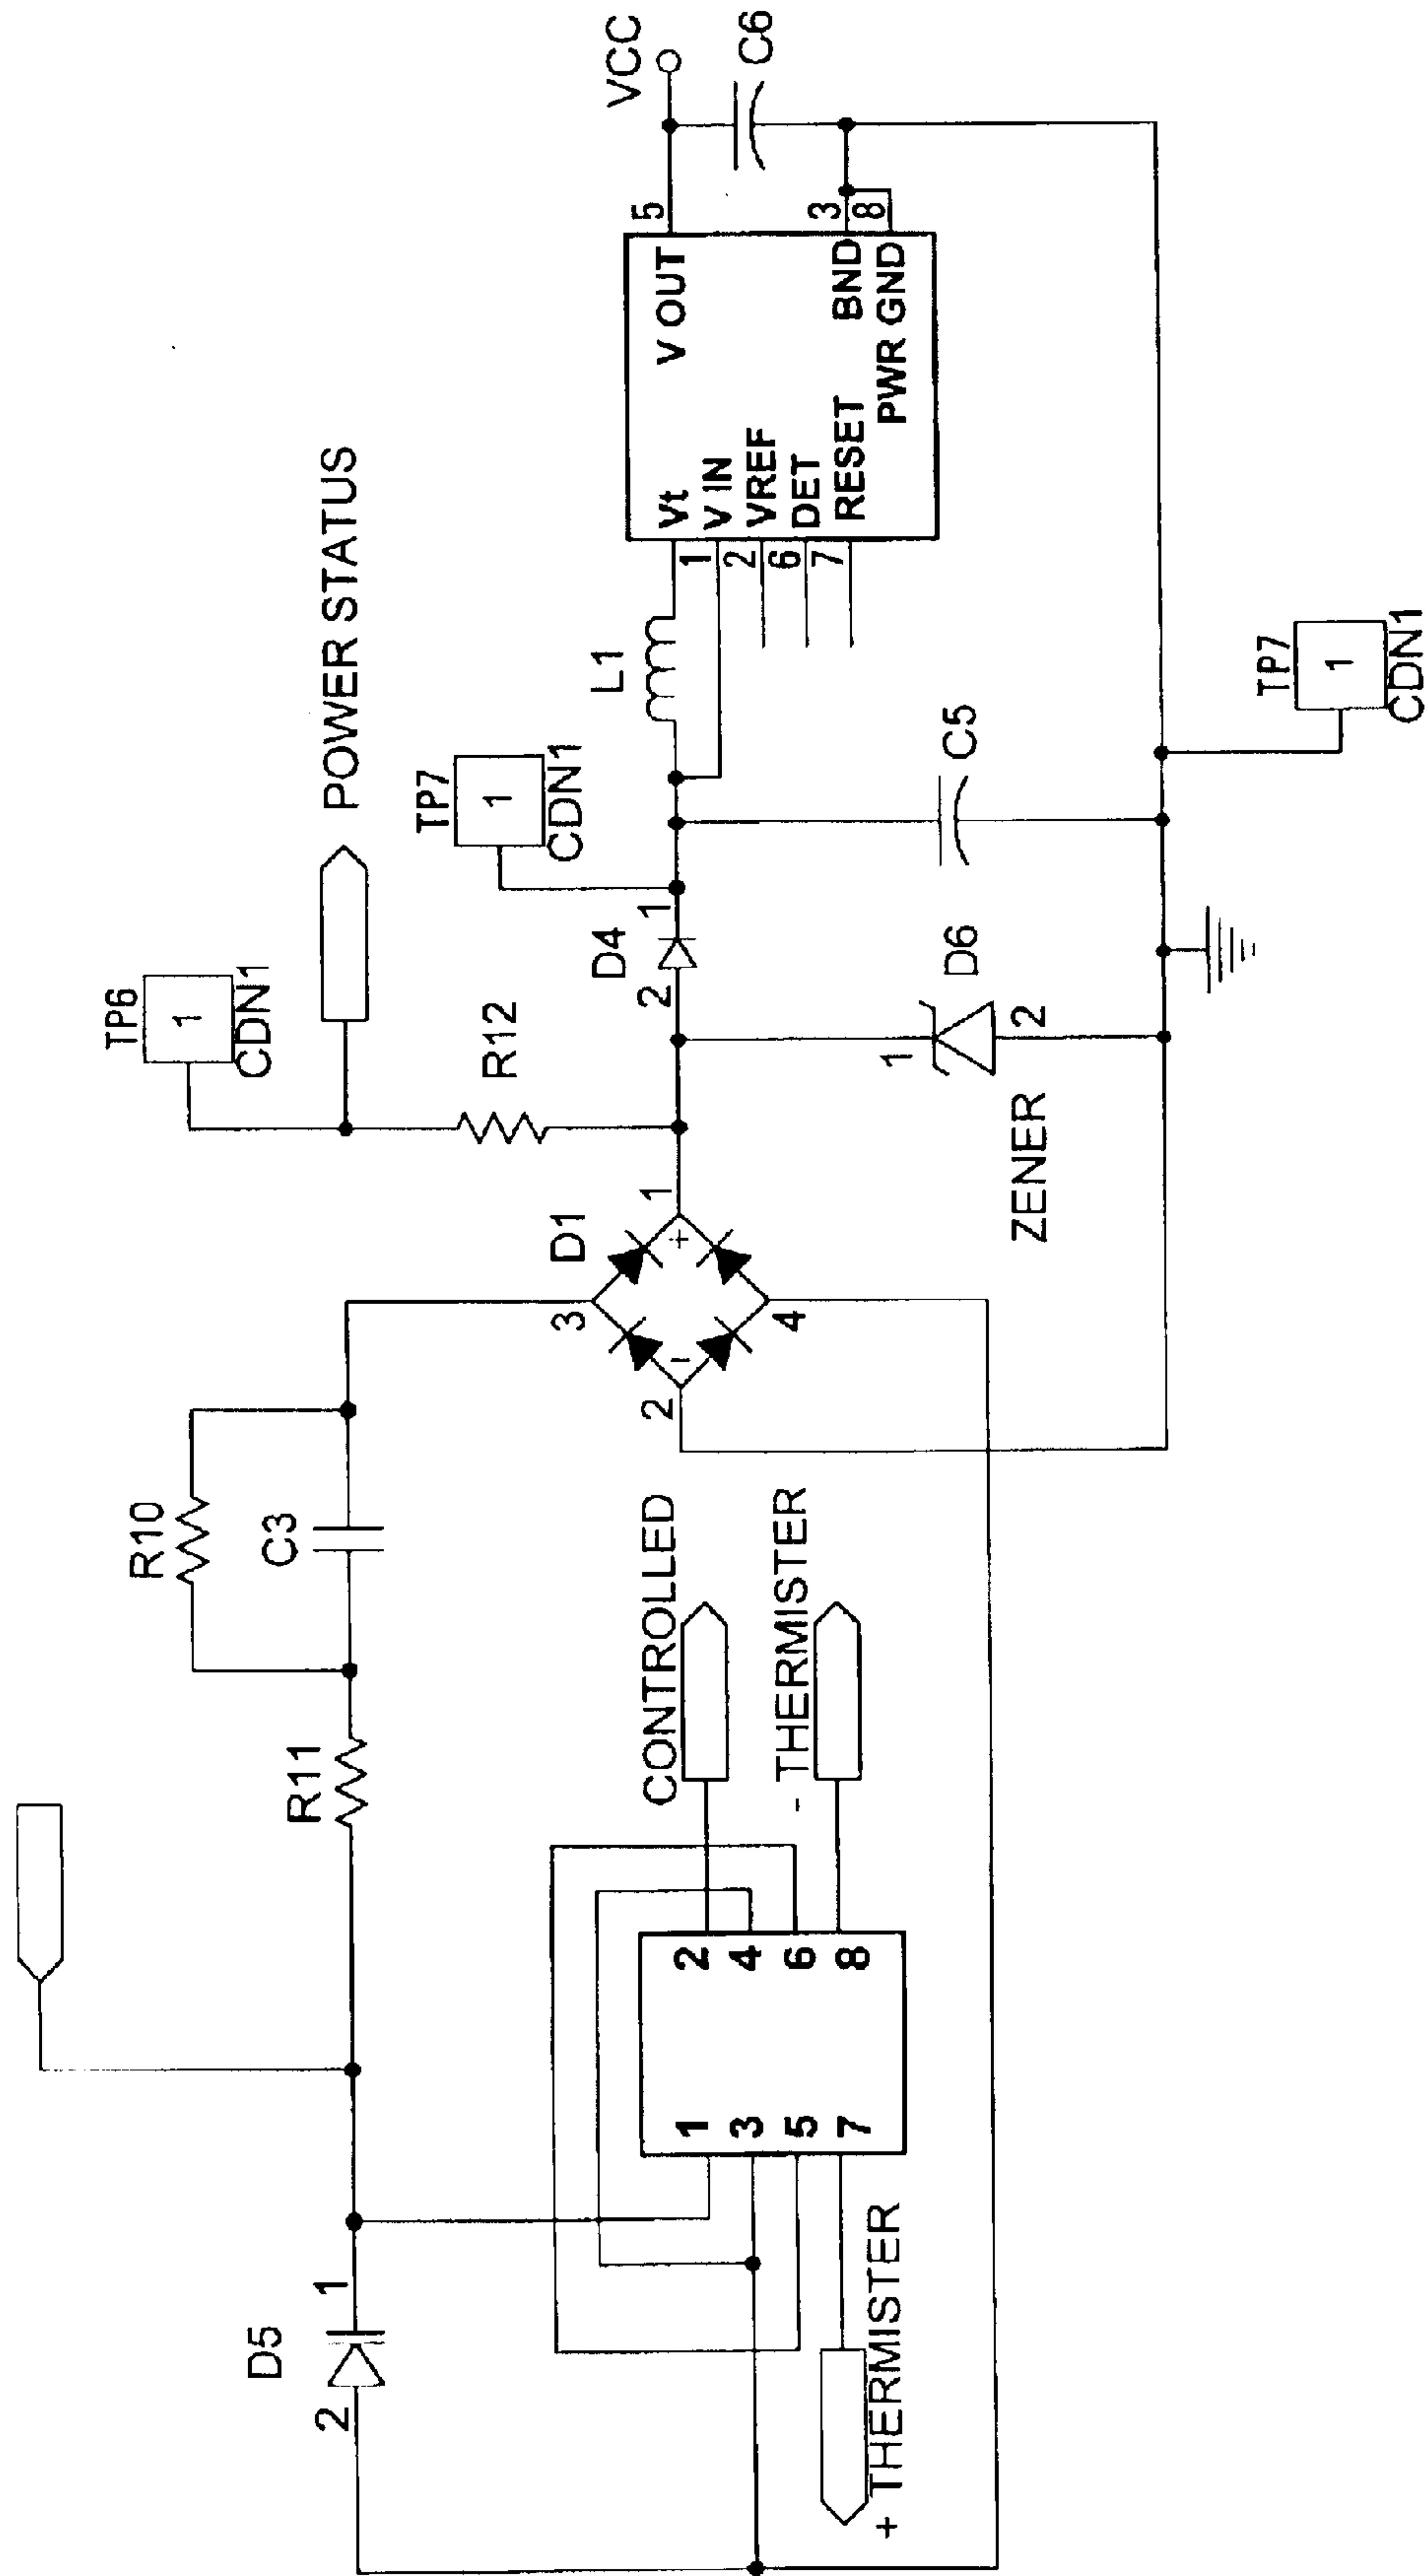 VCC
C6
5
V OUT
3
8
BND
PWR GND
Vt
V IN
VREF
DET
RESET
1
2
6
7
L1
POWER STATUS
TP7
1
CDN1
C5
TP7
1
CDN1
TP6
1
CDN1
R12
D4
1
2
D6
1
2
ZENER
D1
1
+
3
4
-
2
R10
C3
R11
CONTROLLED
- THERMISTER
2
4
6
8
1
3
5
7
+ THERMISTER
D5
1
2